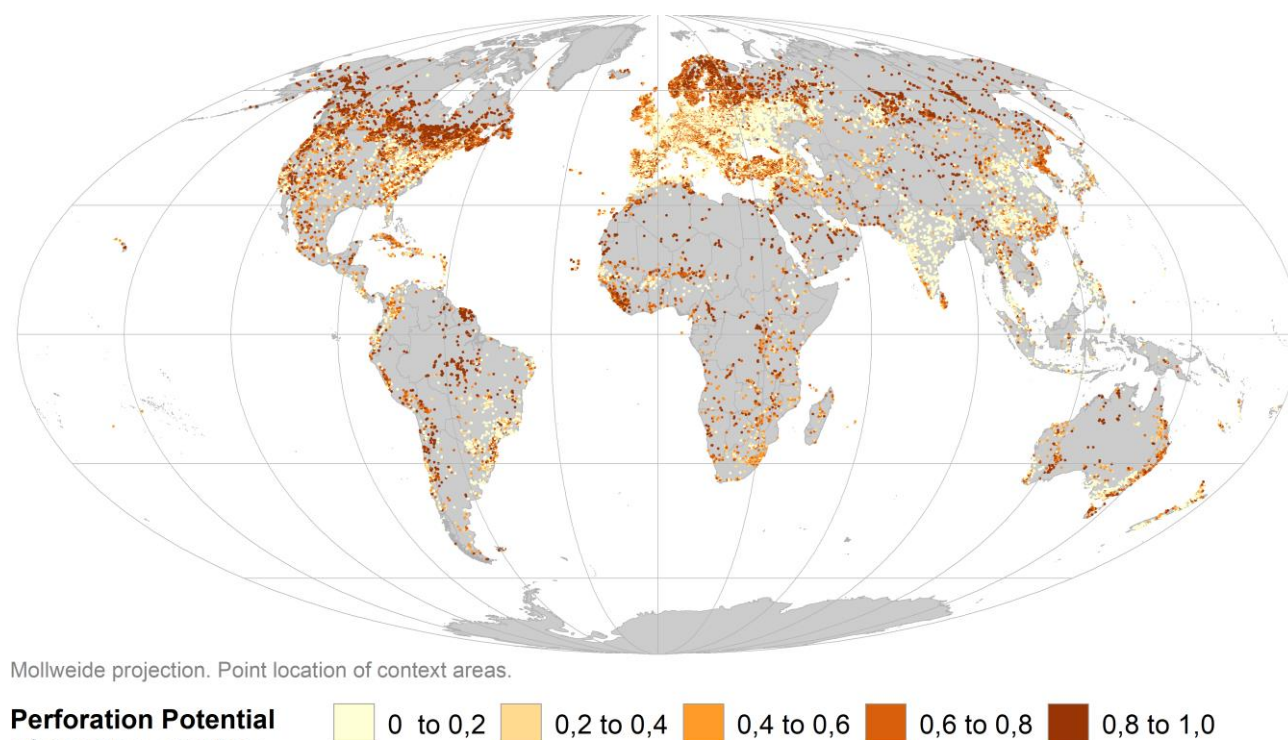 Mollweide projection. Point location of context areas.
Perforation Potential
0 to 0,2
0,2 to 0,4
0,4 to 0,6
0,6 to 0,8
0,8 to 1,0